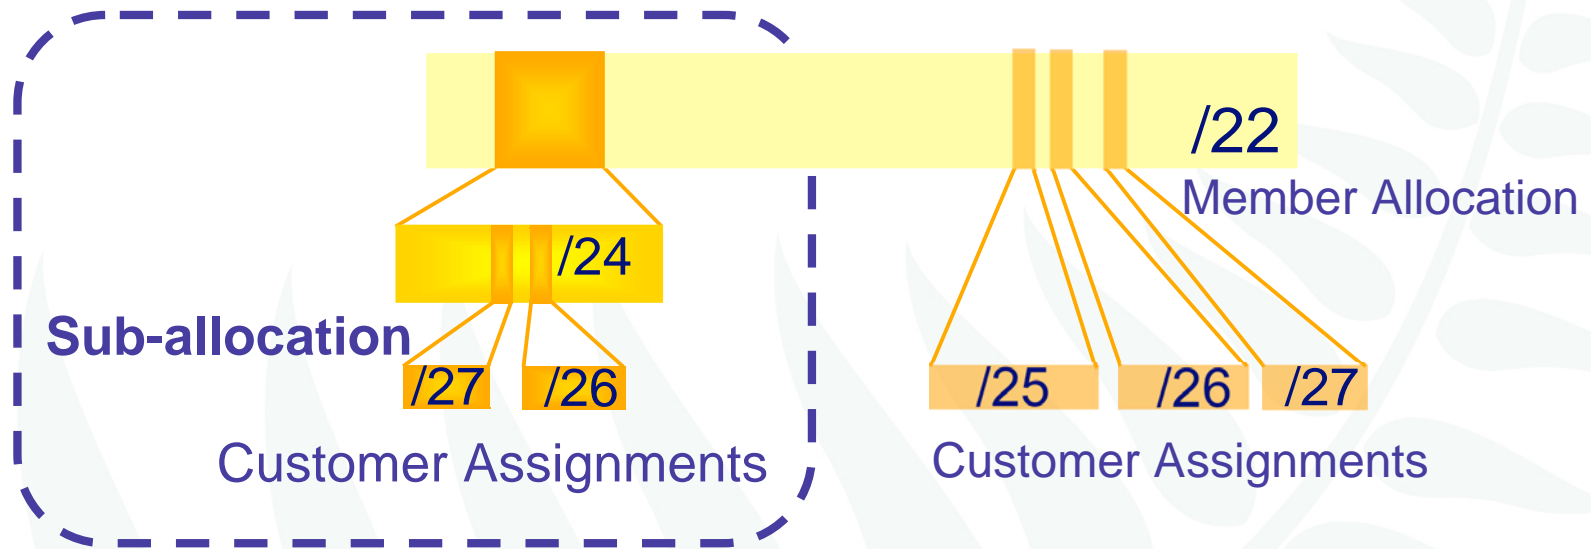 /22
Member Allocation
/24
Sub-allocation
/27 /26
/25 /26 /27
Customer Assignments
Customer Assignments